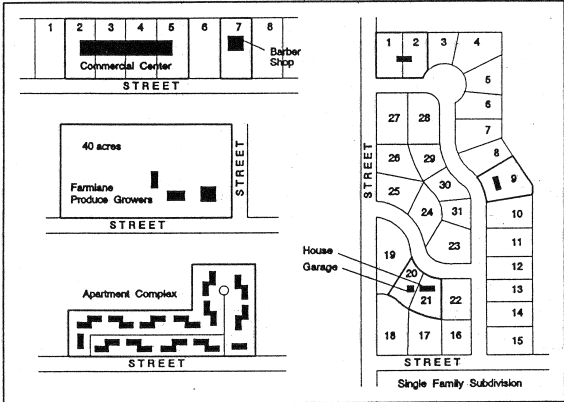 1 2 3 4 5 6 7 8
Commercial Center
Barber
Shop
STREET
40 acres
Farmlane
Produce Growers
STREET
STREET
Apartment Complex
STREET
1 2 3 4
5
6
7
8
9
10
11
12
13
14
15
27 28
26 29
25 30
24 31
23
19
20
21 22
18 17 16
House
Garage
STREET
STREET
Single Family Subdivision